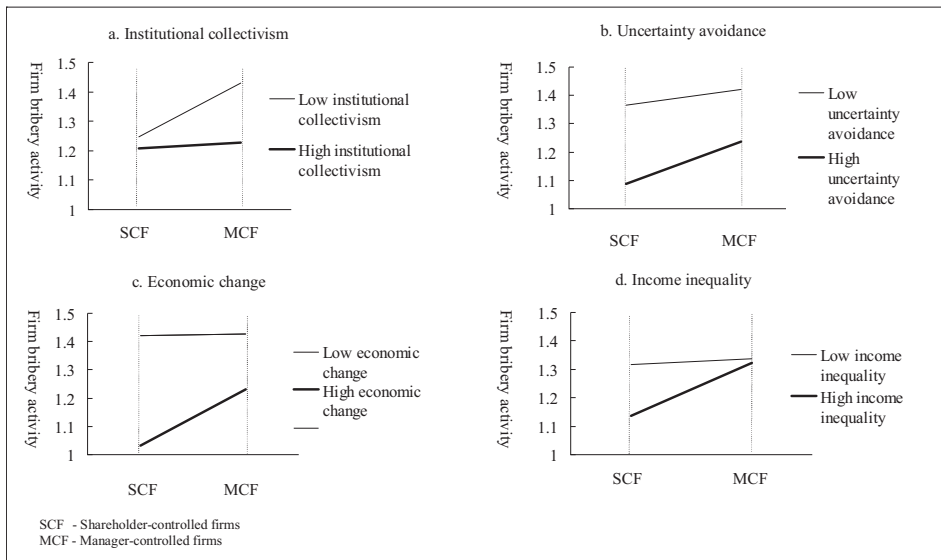 a. Institutional collectivism
Firm bribery activity
1.5
1.4
1.3
1.2
1.1
1
SCF
MCF
Low institutional
collectivism
High institutional
collectivism
b. Uncertainty avoidance
Firm bribery activity
1.5
1.4
1.3
1.2
1.1
1
SCF
MCF
Low
uncertainty
avoidance
High
uncertainty
avoidance
c. Economic change
Firm bribery activity
1.5
1.4
1.3
1.2
1.1
1
SCF
MCF
Low economic
change
High economic
change
d. Income inequality
Firm bribery activity
1.5
1.4
1.3
1.2
1.1
1
SCF
MCF
Low income
inequality
High income
inequality
SCF - Shareholder-controlled firms
MCF - Manager-controlled firms